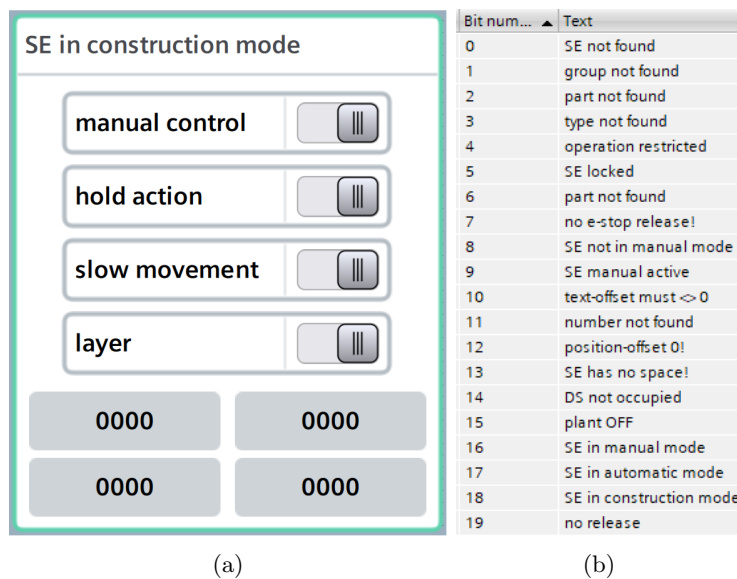 SE in construction mode
manual control
hold action
slow movement
layer
0000 0000
0000 0000
(a)
Bit num... Text
0 SE not found
1 group not found
2 part not found
3 type not found
4 operation restricted
5 SE locked
6 part not found
7 no e-stop release!
8 SE not in manual mode
9 SE manual active
10 text-offset must <> 0
11 number not found
12 position-offset 0!
13 SE has no space!
14 DS not occupied
15 plant OFF
16 SE in manual mode
17 SE in automatic mode
18 SE in construction mode
19 no release
(b)